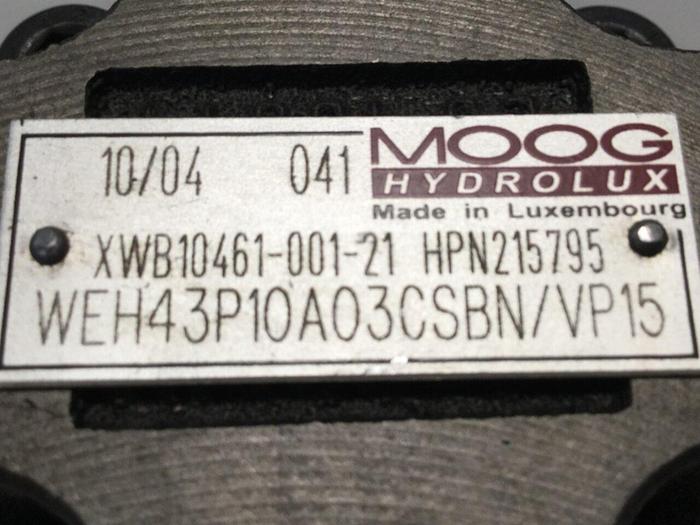 10/04 041 MOOG
HYDROLUX
Made in Luxembourg
XWB10461-001-21 HPN215795
WEH43P10A03CSBN/VP15